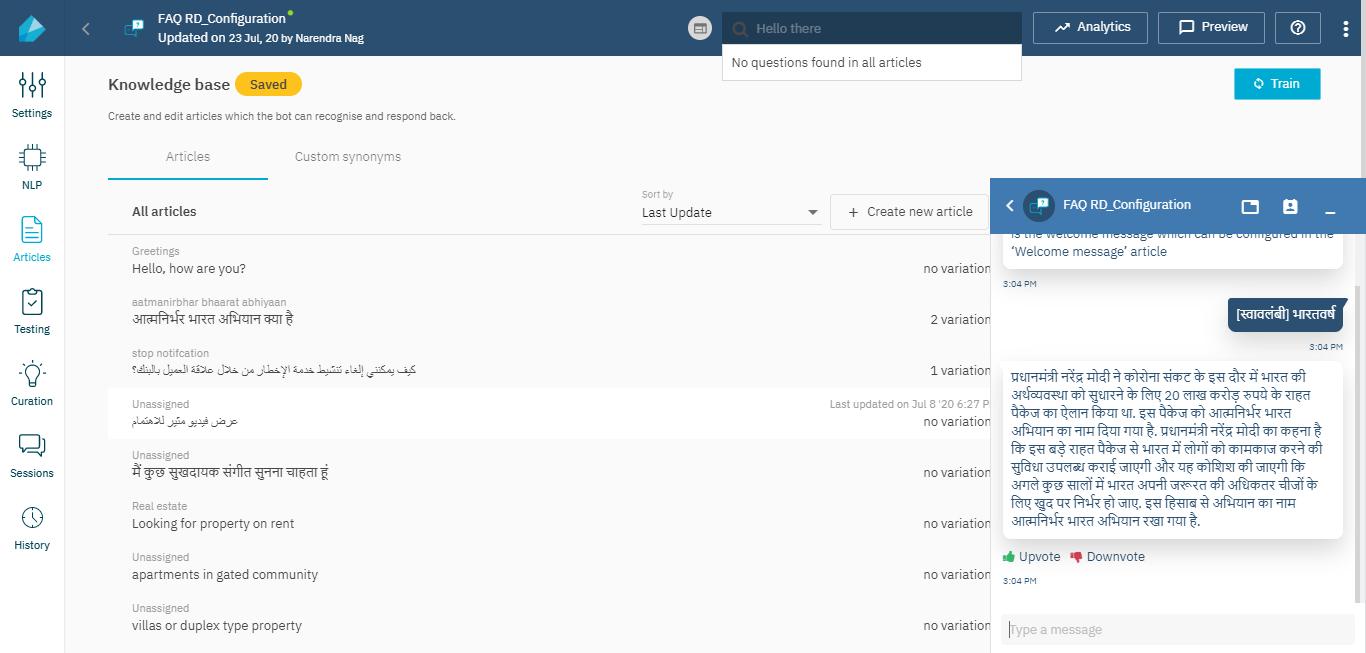 FAQ RD_Configuration
Updated on 23 Jul, 20 by Narendra Nag
Hello there
No questions found in all articles
Analytics
Preview
Settings
NLP
Articles
Testing
Curation
Sessions
History
Knowledge base
Saved
Train
Create and edit articles which the bot can recognise and respond back.
Articles
Custom synonyms
All articles
Sort by
Last Update
+ Create new article
Greetings
Hello, how are you?
no variation
aatmanirbhar bhaarat abhiyaan
आत्मनिर्भर भारत अभियान क्या है
2 variation
stop notifcation
كيف يمكنني إلغاء تنشيط خدمة الإخطار من خلال علاقة العميل بالبنك؟
1 variation
Unassigned
Last updated on Jul 8 '20 6:27 P
عرض فيديو مثير للاهتمام
no variation
Unassigned
मैं कुछ सुखदायक संगीत सुनना चाहता हूं
no variation
Real estate
Looking for property on rent
no variation
Unassigned
apartments in gated community
no variation
Unassigned
villas or duplex type property
no variation
FAQ RD_Configuration
is the welcome message which can be configured in the
‘Welcome message’ article
3:04 PM
[स्वावलंबी] भारतवर्ष
3:04 PM
प्रधानमंत्री नरेंद्र मोदी ने कोरोना संकट के इस दौर में भारत की
अर्थव्यवस्था को सुधारने के लिए 20 लाख करोड़ रुपये के राहत
पैकेज का ऐलान किया था. इस पैकेज को आत्मनिर्भर भारत
अभियान का नाम दिया गया है. प्रधानमंत्री नरेंद्र मोदी का कहना है
कि इस बड़े राहत पैकेज से भारत में लोगों को कामकाज करने की
सुविधा उपलब्ध कराई जाएगी और यह कोशिश की जाएगी कि
अगले कुछ सालों में भारत अपनी जरूरत की अधिकतर चीजों के
लिए खुद पर निर्भर हो जाए. इस हिसाब से अभियान का नाम
आत्मनिर्भर भारत अभियान रखा गया है.
Upvote
Downvote
3:04 PM
Type a message